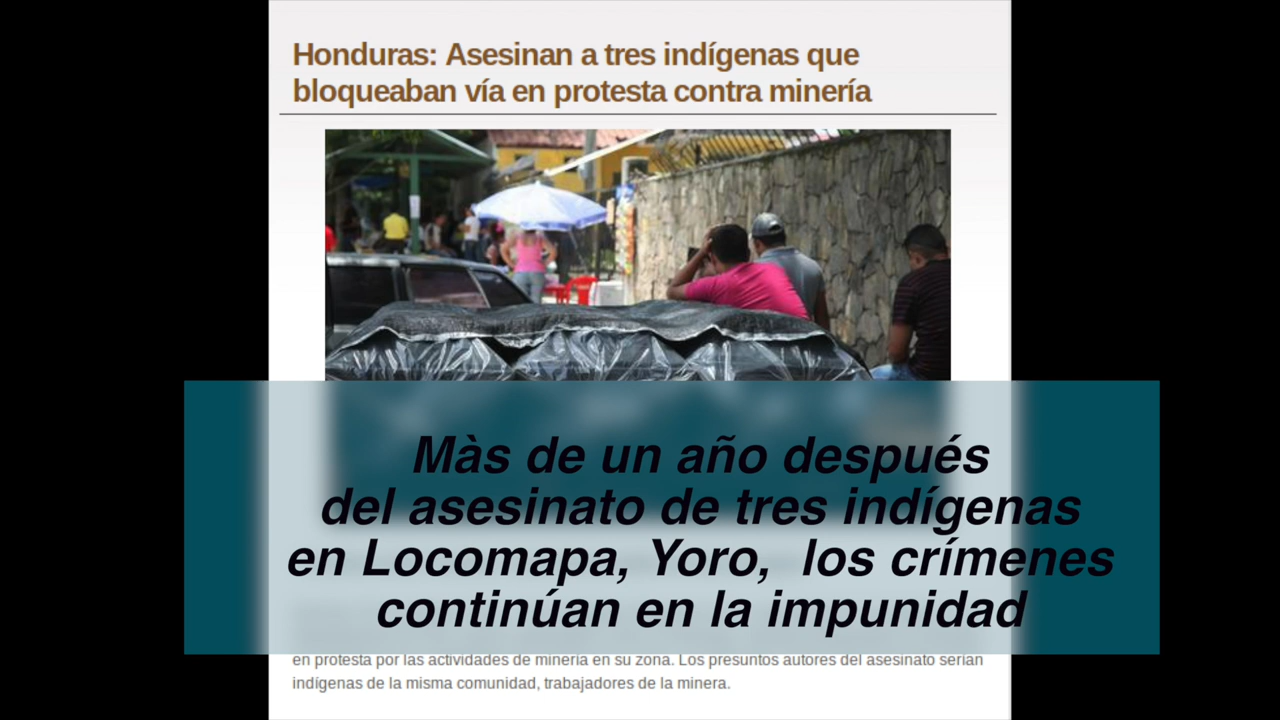 Honduras: Asesinan a tres indígenas que
bloqueaban vía en protesta contra minería
Màs de un año después
del asesinato de tres indígenas
en Locomapa, Yoro,  los crímenes
continúan en la impunidad
en protesta por las actividades de minería en su zona. Los presuntos autores del asesinato serían
indígenas de la misma comunidad, trabajadores de la minera.